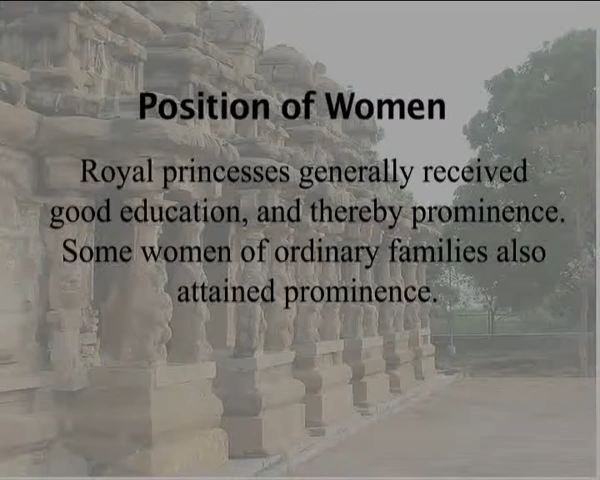 Position of Women
Royal princesses generally received
good education, and thereby prominence.
Some women of ordinary families also
attained prominence.